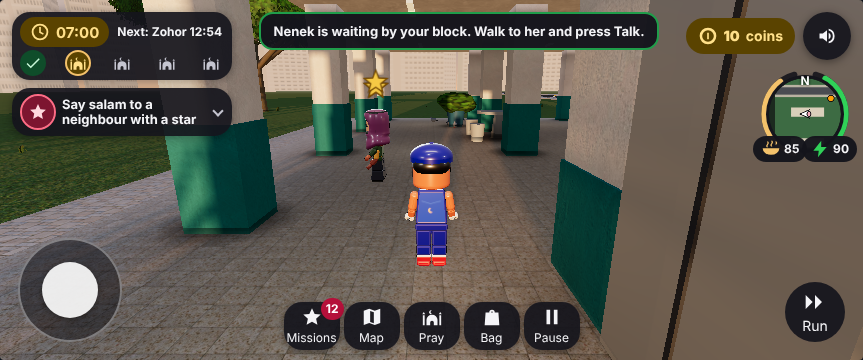 07:00
Next: Zohor 12:54
Say salam to a
neighbour with a star
Nenek is waiting by your block. Walk to her and press Talk.
10 coins
N
85
90
12
Missions
Map
Pray
Bag
Pause
Run